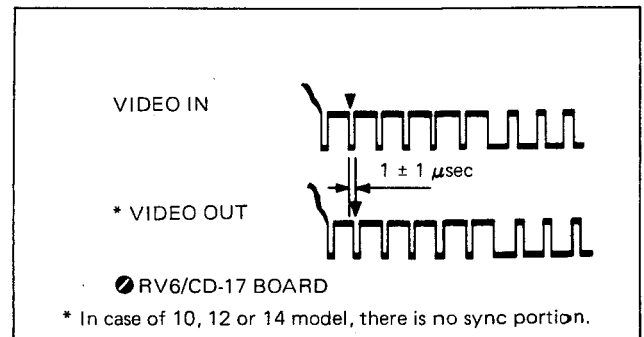 VIDEO IN
1 ± 1 μsec
* VIDEO OUT
RV6/CD-17 BOARD
* In case of 10, 12 or 14 model, there is no sync portion.